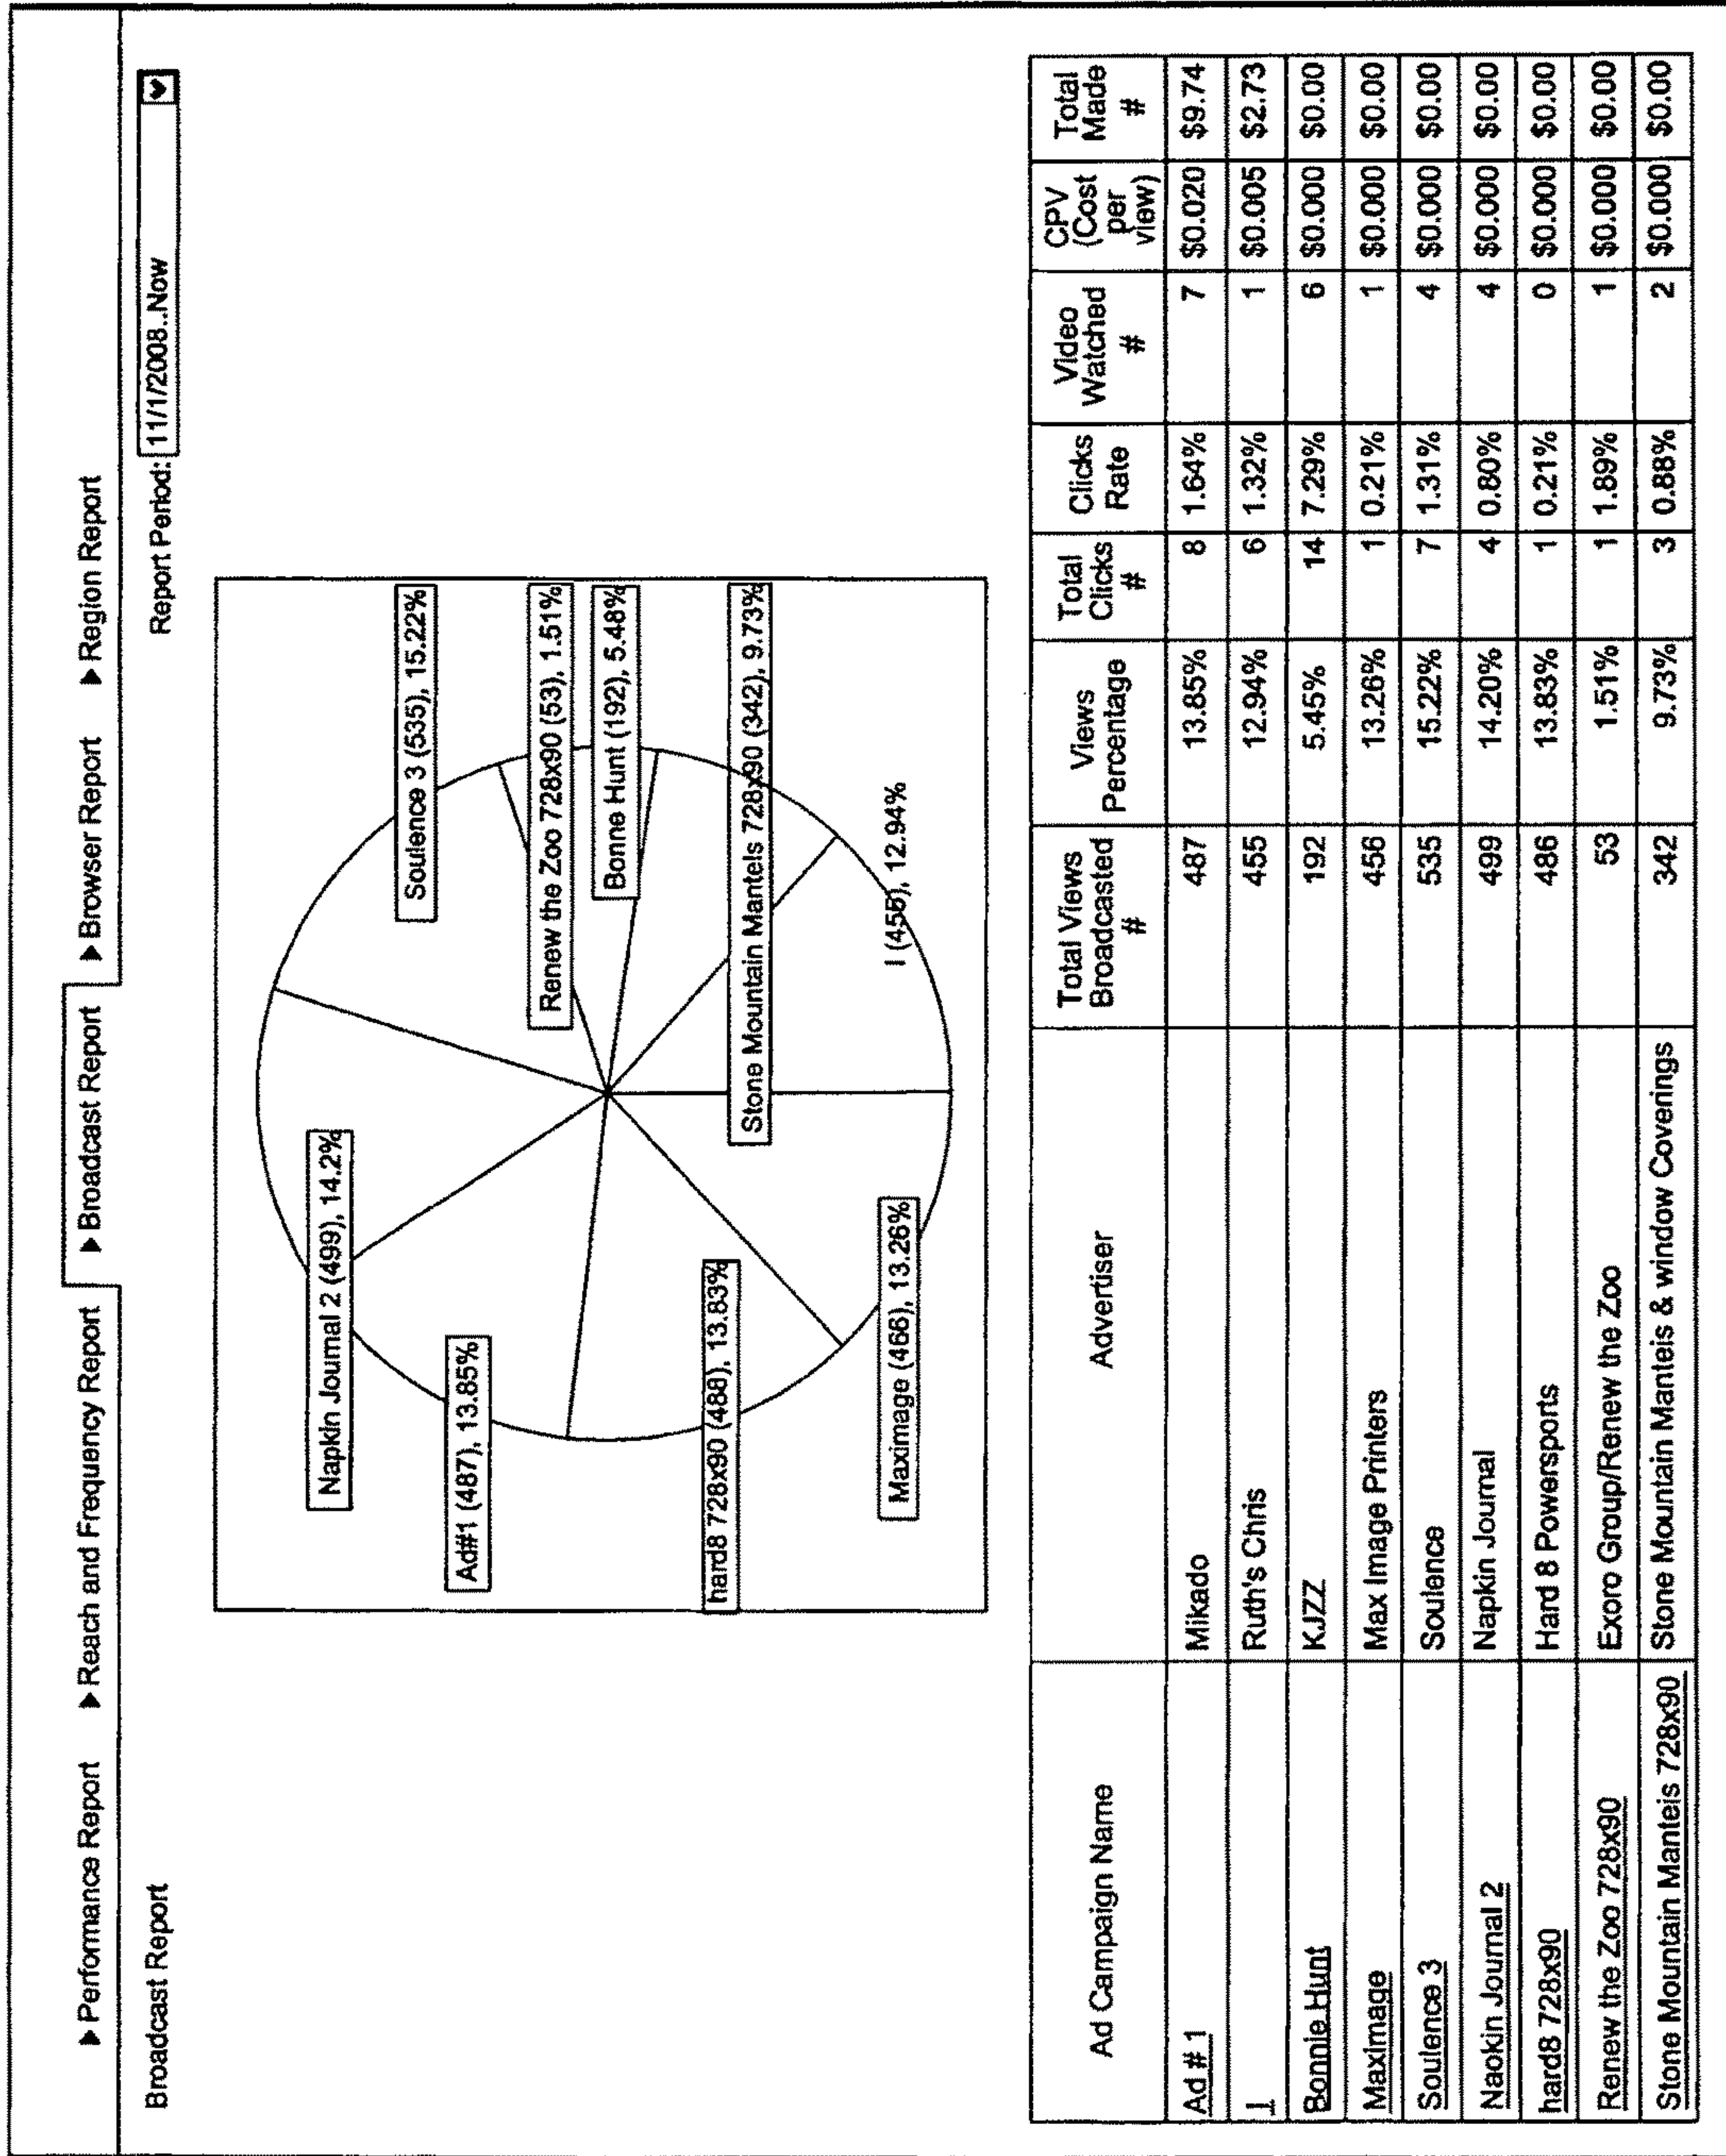 ▶ Performance Report ▶ Reach and Frequency Report ▶ Broadcast Report ▶ Browser Report ▶ Region Report
Broadcast Report Report Period: 11/1/2008..Now
Napkin Journal 2 (499), 14.2%
Soulence 3 (535), 15.22%
Ad#1 (487), 13.85%
Renew the Zoo 728x90 (53), 1.51%
Bonne Hunt (192), 5.48%
hard8 728x90 (488), 13.83%
Stone Mountain Mantels 728x90 (342), 9.73%
Maximage (466), 13.26%
I (455), 12.94%
Ad Campaign Name Advertiser Total Views Broadcasted # Views Percentage Total Clicks # Clicks Rate Video Watched # CPV (Cost per view) Total Made #
Ad # 1 Mikado 487 13.85% 8 1.64% 7 $0.020 $9.74
I Ruth's Chris 455 12.94% 6 1.32% 1 $0.005 $2.73
Bonnie Hunt KJZZ 192 5.45% 14 7.29% 6 $0.000 $0.00
Maximage Max Image Printers 456 13.26% 1 0.21% 1 $0.000 $0.00
Soulence 3 Soulence 535 15.22% 7 1.31% 4 $0.000 $0.00
Naokin Journal 2 Napkin Journal 499 14.20% 4 0.80% 4 $0.000 $0.00
hard8 728x90 Hard 8 Powersports 486 13.83% 1 0.21% 0 $0.000 $0.00
Renew the Zoo 728x90 Exoro Group/Renew the Zoo 53 1.51% 1 1.89% 1 $0.000 $0.00
Stone Mountain Manteis 728x90 Stone Mountain Manteis & window Coverings 342 9.73% 3 0.88% 2 $0.000 $0.00